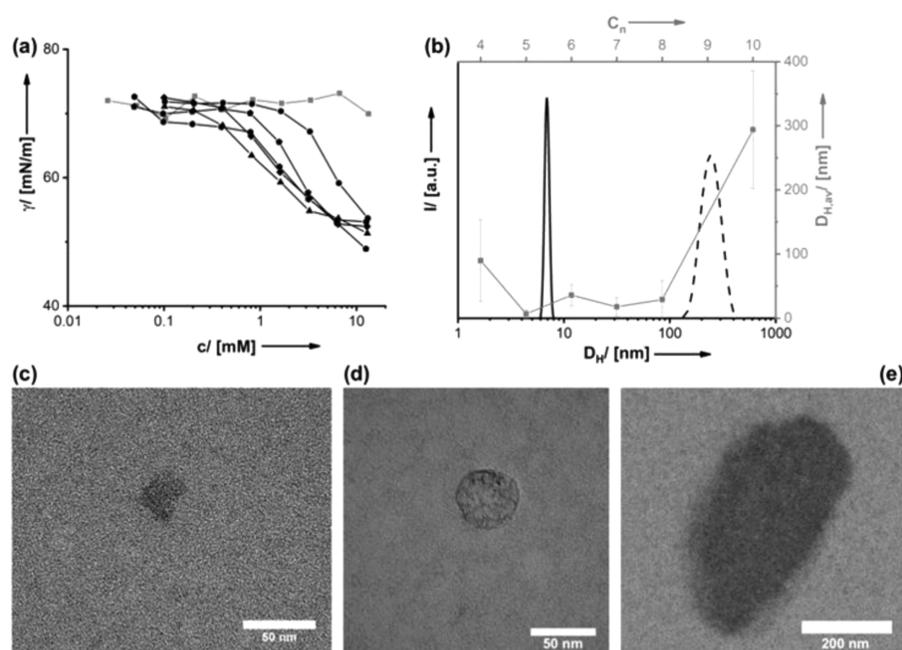 (a)
80
60
40
γ/ [mN/m]
0.01
0.1
1
10
c/ [mM]
(b)
Cn
4
5
6
7
8
9
10
I/ [a.u.]
400
300
200
100
0
DH,av/ [nm]
1
10
100
1000
DH/ [nm]
(c)
50 nm
(d)
50 nm
(e)
200 nm